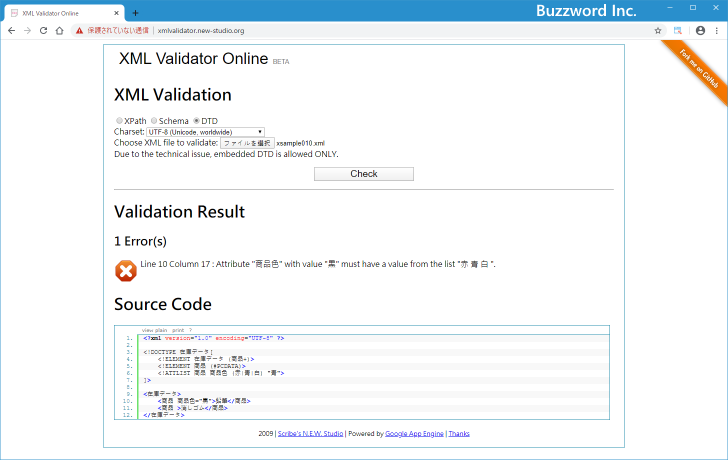 XML Validator Online
Buzzword Inc.
保護されていない通信 | xmlvalidator.new-studio.org
Fork me on GitHub
XML Validator Online BETA
XML Validation
XPath Schema DTD
Charset: UTF-8 (Unicode, worldwide)
Choose XML file to validate: ファイルを選択 xsample010.xml
Due to the technical issue, embedded DTD is allowed ONLY.
Check
Validation Result
1 Error(s)
Line 10 Column 17 : Attribute "商品色" with value "黒" must have a value from the list "赤 青 白 ".
Source Code
view plain print ?
1. <?xml version="1.0" encoding="UTF-8" ?>
2.
3. <!DOCTYPE 在庫データ[
4. <!ELEMENT 在庫データ (商品+)>
5. <!ELEMENT 商品 (#PCDATA)>
6. <!ATTLIST 商品 商品色 (赤|青|白) "青">
7. ]>
8.
9. <在庫データ>
10. <商品 商品色="黒">鉛筆</商品>
11. <商品 >消しゴム</商品>
12. </在庫データ>
2009 | Scribe's N.E.W. Studio | Powered by Google App Engine | Thanks